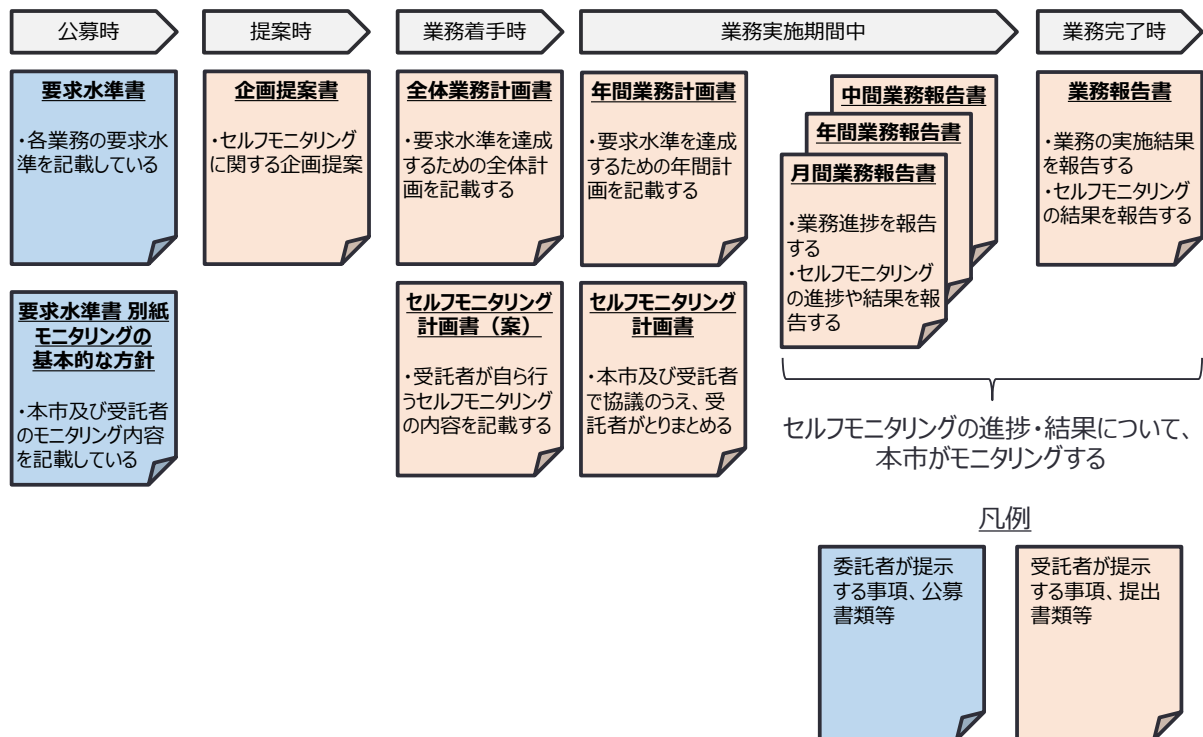 公募時
提案時
業務着手時
業務実施期間中
業務完了時
要求水準書
・各業務の要求水
準を記載している
企画提案書
・セルフモニタリング
に関する企画提案
全体業務計画書
・要求水準を達成
するための全体計
画を記載する
年間業務計画書
・要求水準を達成
するための年間計
画を記載する
中間業務報告書
年間業務報告書
月間業務報告書
・業務進捗を報告
する
・セルフモニタリング
の進捗や結果を報
告する
業務報告書
・業務の実施結果
を報告する
・セルフモニタリング
の結果を報告する
要求水準書 別紙
モニタリングの
基本的な方針
・本市及び受託者
のモニタリング内容
を記載している
セルフモニタリング
計画書（案）
・受託者が自ら行
うセルフモニタリング
の内容を記載する
セルフモニタリング
計画書
・本市及び受託者
で協議のうえ、受
託者がとりまとめる
セルフモニタリングの進捗・結果について、
本市がモニタリングする
凡例
委託者が提示
する事項、公募
書類等
受託者が提示
する事項、提出
書類等